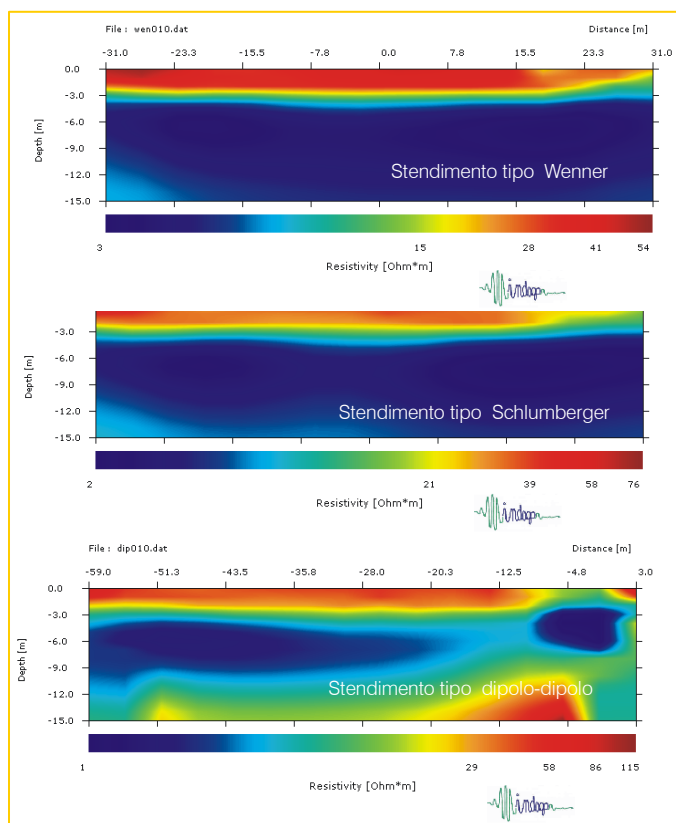 File : wen010.dat Distance [m]
-31.0 -23.3 -15.5 -7.8 0.0 7.8 15.5 23.3 31.0
0.0
-3.0
-6.0
-9.0
-12.0
-15.0
Depth [m]
Stendimento tipo Wenner
3 15 28 41 54
Resistivity [Ohm*m]
indago
-3.0
-6.0
-9.0
-12.0
-15.0
Depth [m]
Stendimento tipo Schlumberger
2 21 39 58 76
Resistivity [Ohm*m]
indago
File : dip010.dat Distance [m]
-59.0 -51.3 -43.5 -35.8 -28.0 -20.3 -12.5 -4.8 3.0
0.0
-3.0
-6.0
-9.0
-12.0
-15.0
Depth [m]
Stendimento tipo dipolo-dipolo
1 29 58 86 115
Resistivity [Ohm*m]
indago